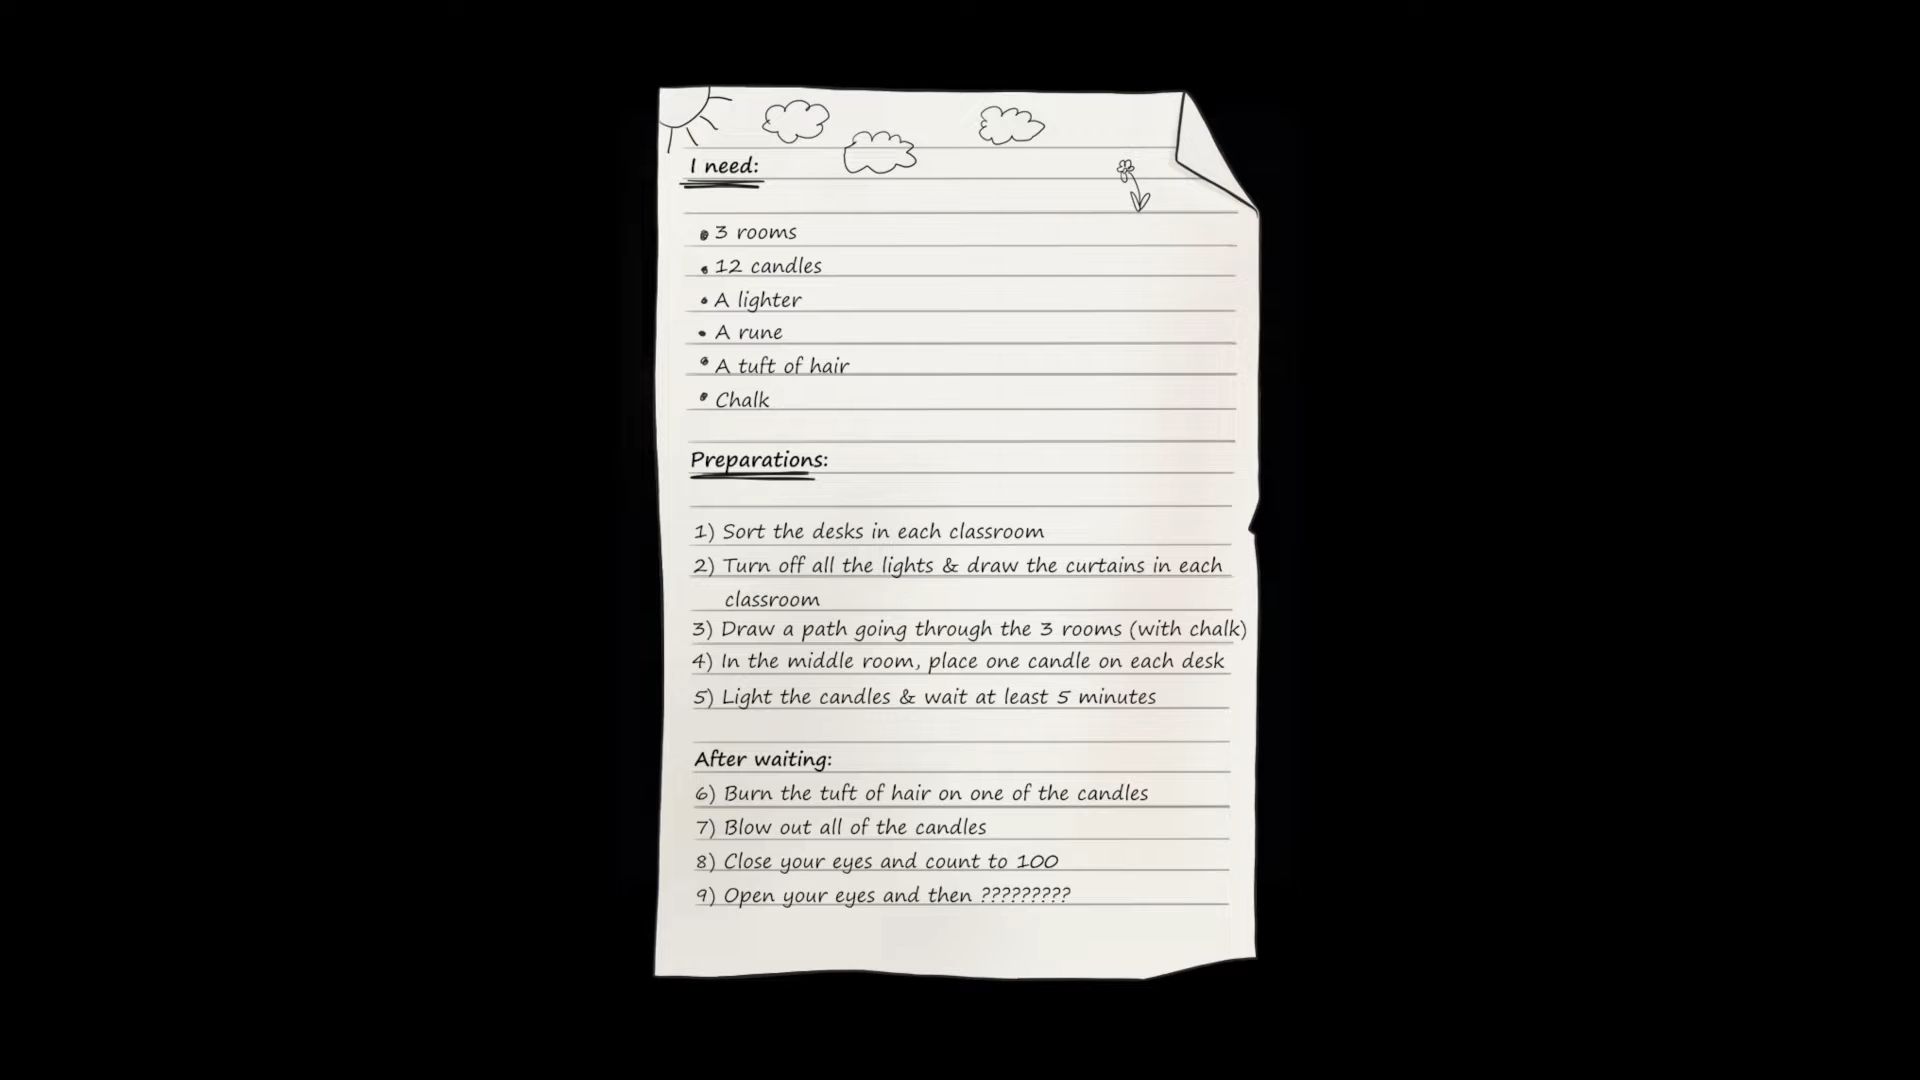 I need:
• 3 rooms
• 12 candles
• A lighter
• A rune
• A tuft of hair
• Chalk
Preparations:
1) Sort the desks in each classroom
2) Turn off all the lights & draw the curtains in each
classroom
3) Draw a path going through the 3 rooms (with chalk)
4) In the middle room, place one candle on each desk
5) Light the candles & wait at least 5 minutes
After waiting:
6) Burn the tuft of hair on one of the candles
7) Blow out all of the candles
8) Close your eyes and count to 100
9) Open your eyes and then ?????????